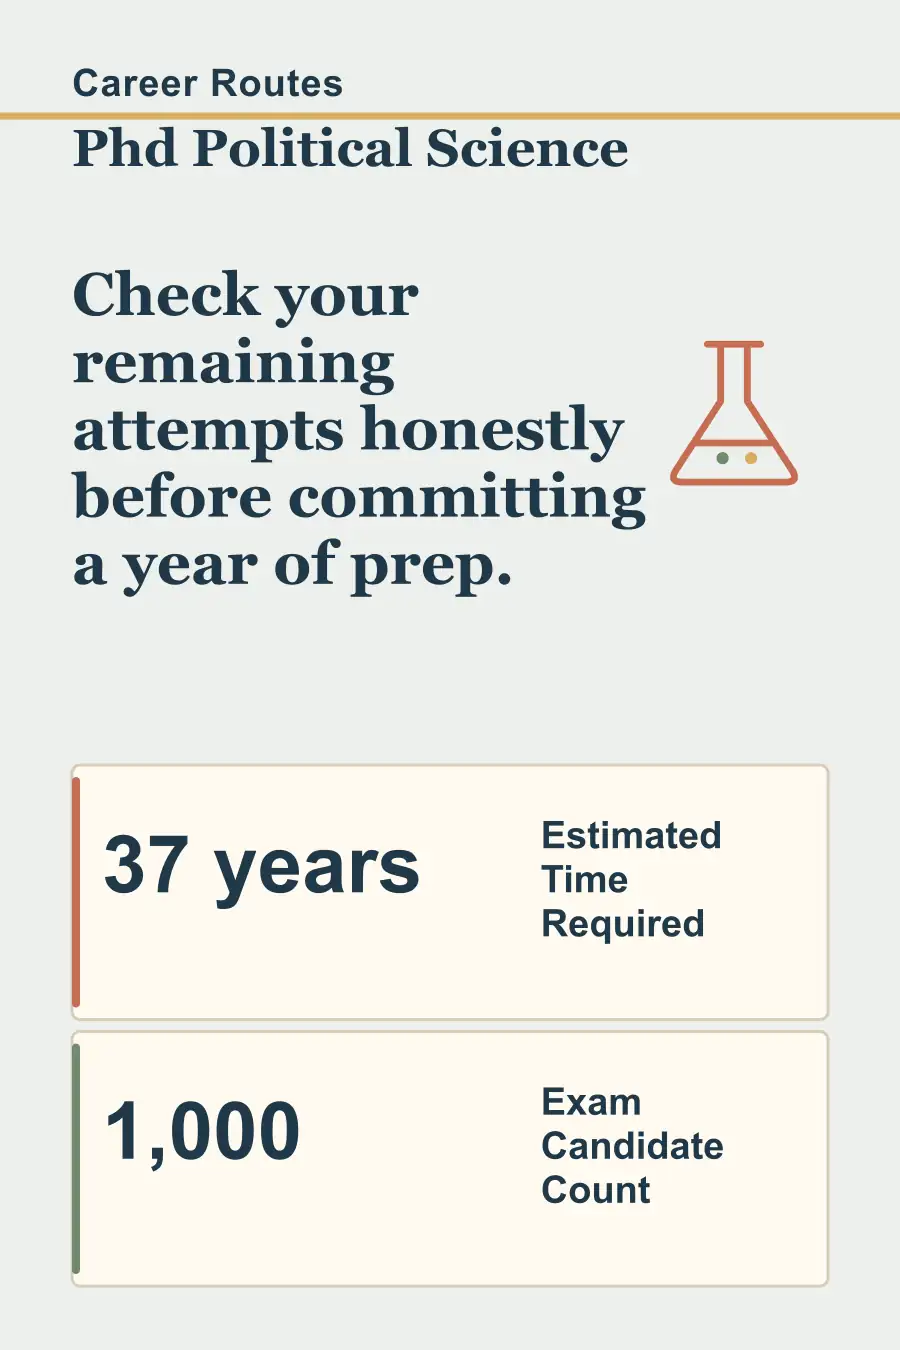 Career Routes
Phd Political Science
Check your
remaining
attempts honestly
before committing
a year of prep.
37 years
Estimated
Time
Required
1,000
Exam
Candidate
Count